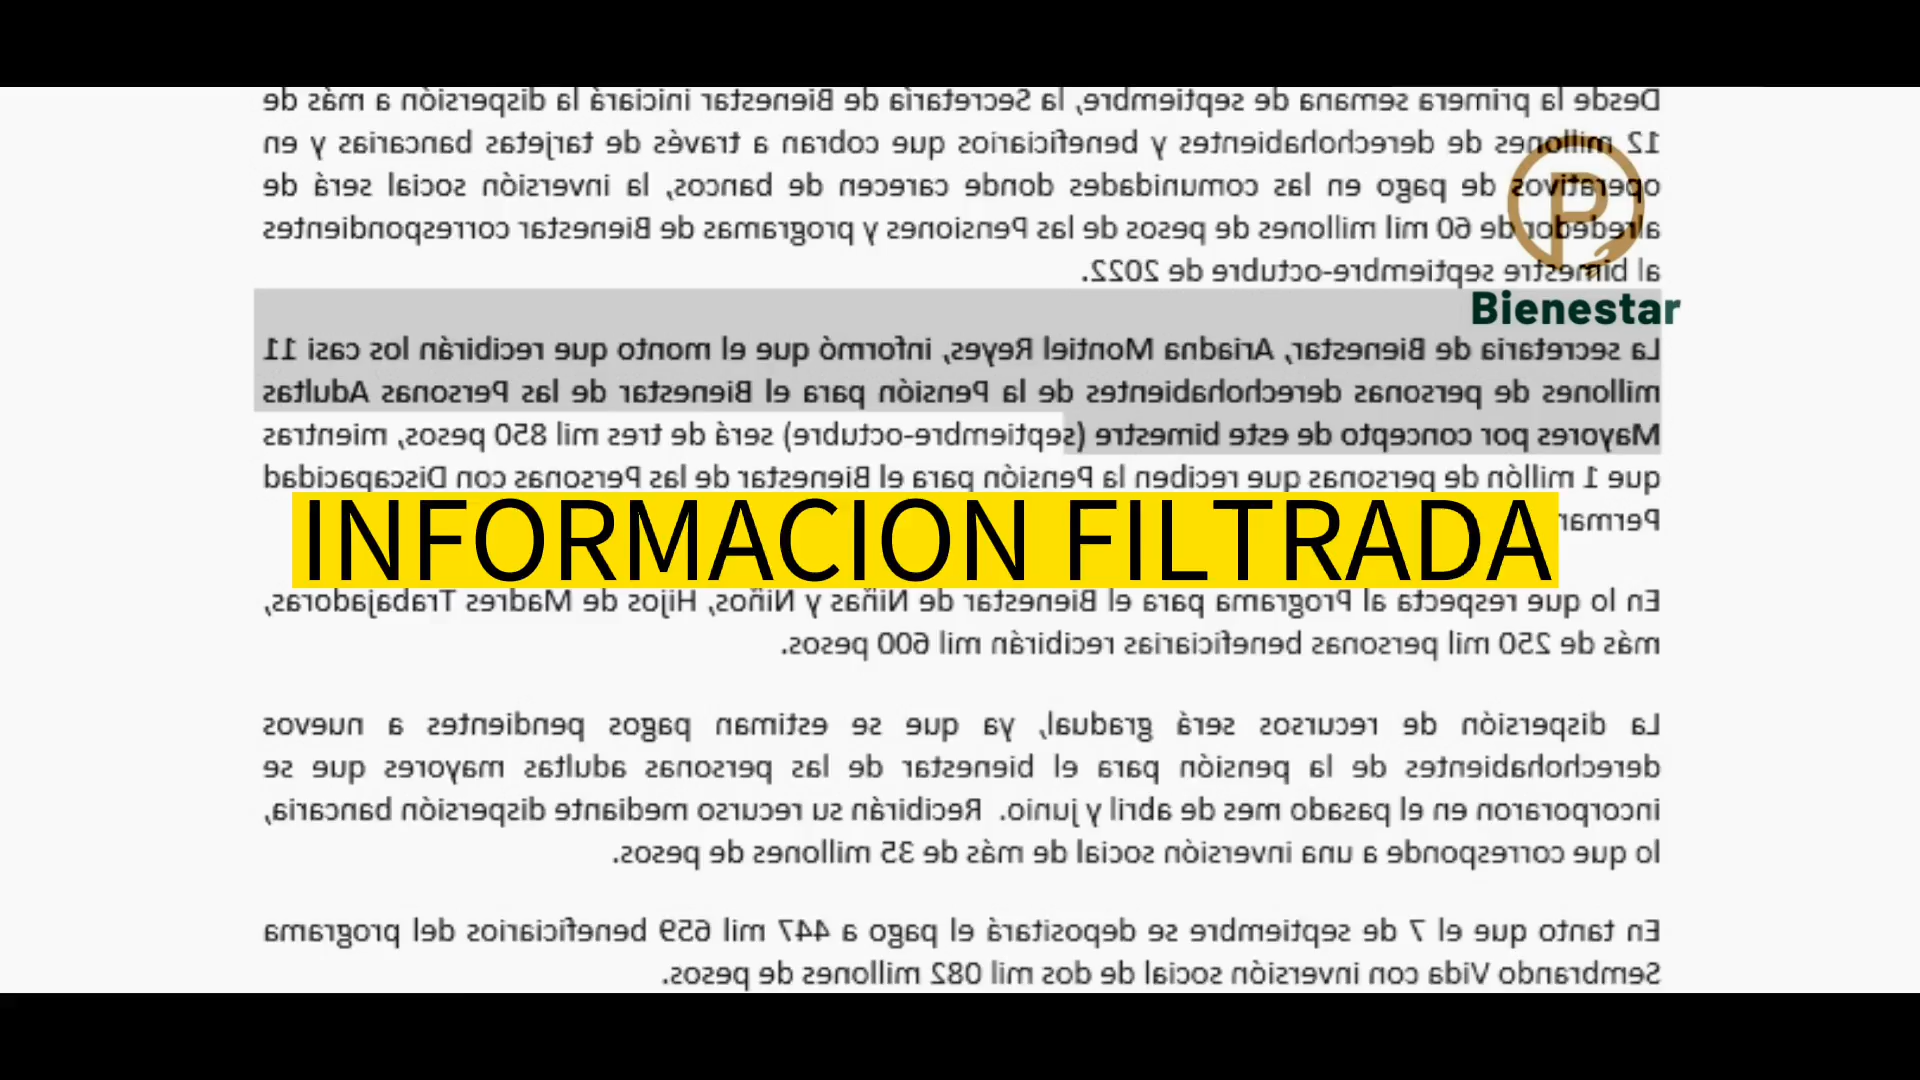 Desde la primera semana de septiembre, la Secretaría de Bienestar iniciará la dispersión a más de
12 millones de derechohabientes y beneficiarios que cobran a través de tarjetas bancarias y en
operativos de pago en las comunidades donde carecen de bancos, la inversión social será de
alrededor de 60 mil millones de pesos de las Pensiones y programas de Bienestar correspondientes
al bimestre septiembre-octubre de 2022.
P
Bienestar
La secretaria de Bienestar, Ariadna Montiel Reyes, informó que el monto que recibirán los casi 11
millones de personas derechohabientes de la Pensión para el Bienestar de las Personas Adultas
Mayores por concepto de este bimestre (septiembre-octubre) será de tres mil 850 pesos, mientras
que 1 millón de personas que reciben la Pensión para el Bienestar de las Personas con Discapacidad
INFORMACION FILTRADA
En lo que respecta al Programa para el Bienestar de Niñas y Niños, Hijos de Madres Trabajadoras,
más de 250 mil personas beneficiarias recibirán mil 600 pesos.
La dispersión de recursos será gradual, ya que se estiman pagos pendientes a nuevos
derechohabientes de la pensión para el bienestar de las personas adultas mayores que se
incorporaron en el pasado mes de abril y junio. Recibirán su recurso mediante dispersión bancaria,
lo que corresponde a una inversión social de más de 35 millones de pesos.
En tanto que el 7 de septiembre se depositará el pago a 447 mil 659 beneficiarios del programa
Sembrando Vida con inversión social de dos mil 082 millones de pesos.